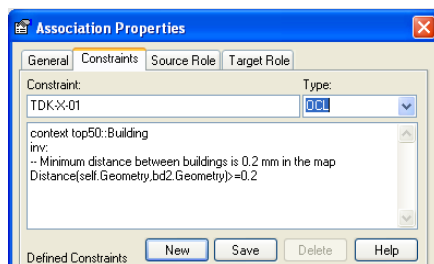 Association Properties
General Constraints Source Role Target Role
Constraint: Type:
TDK-X-01 OCL
context top50::Building
inv:
-- Minimum distance between buildings is 0.2 mm in the map
Distance(self.Geometry,bd2.Geometry)>=0.2
Defined Constraints New Save Delete Help